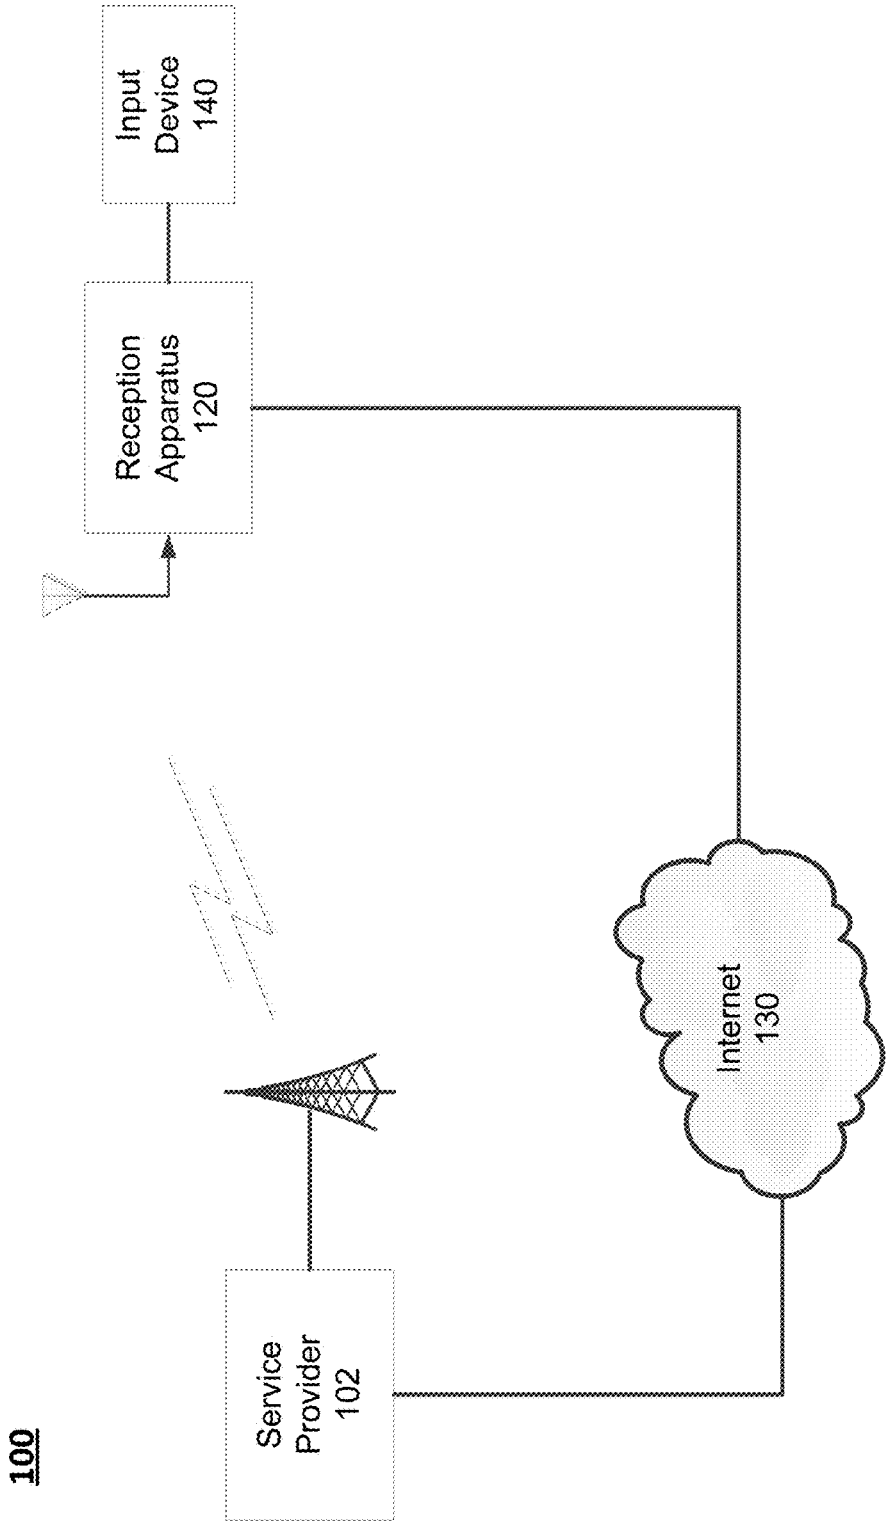 100
Service
Provider
102
Internet
130
Reception
Apparatus
120
Input
Device
140